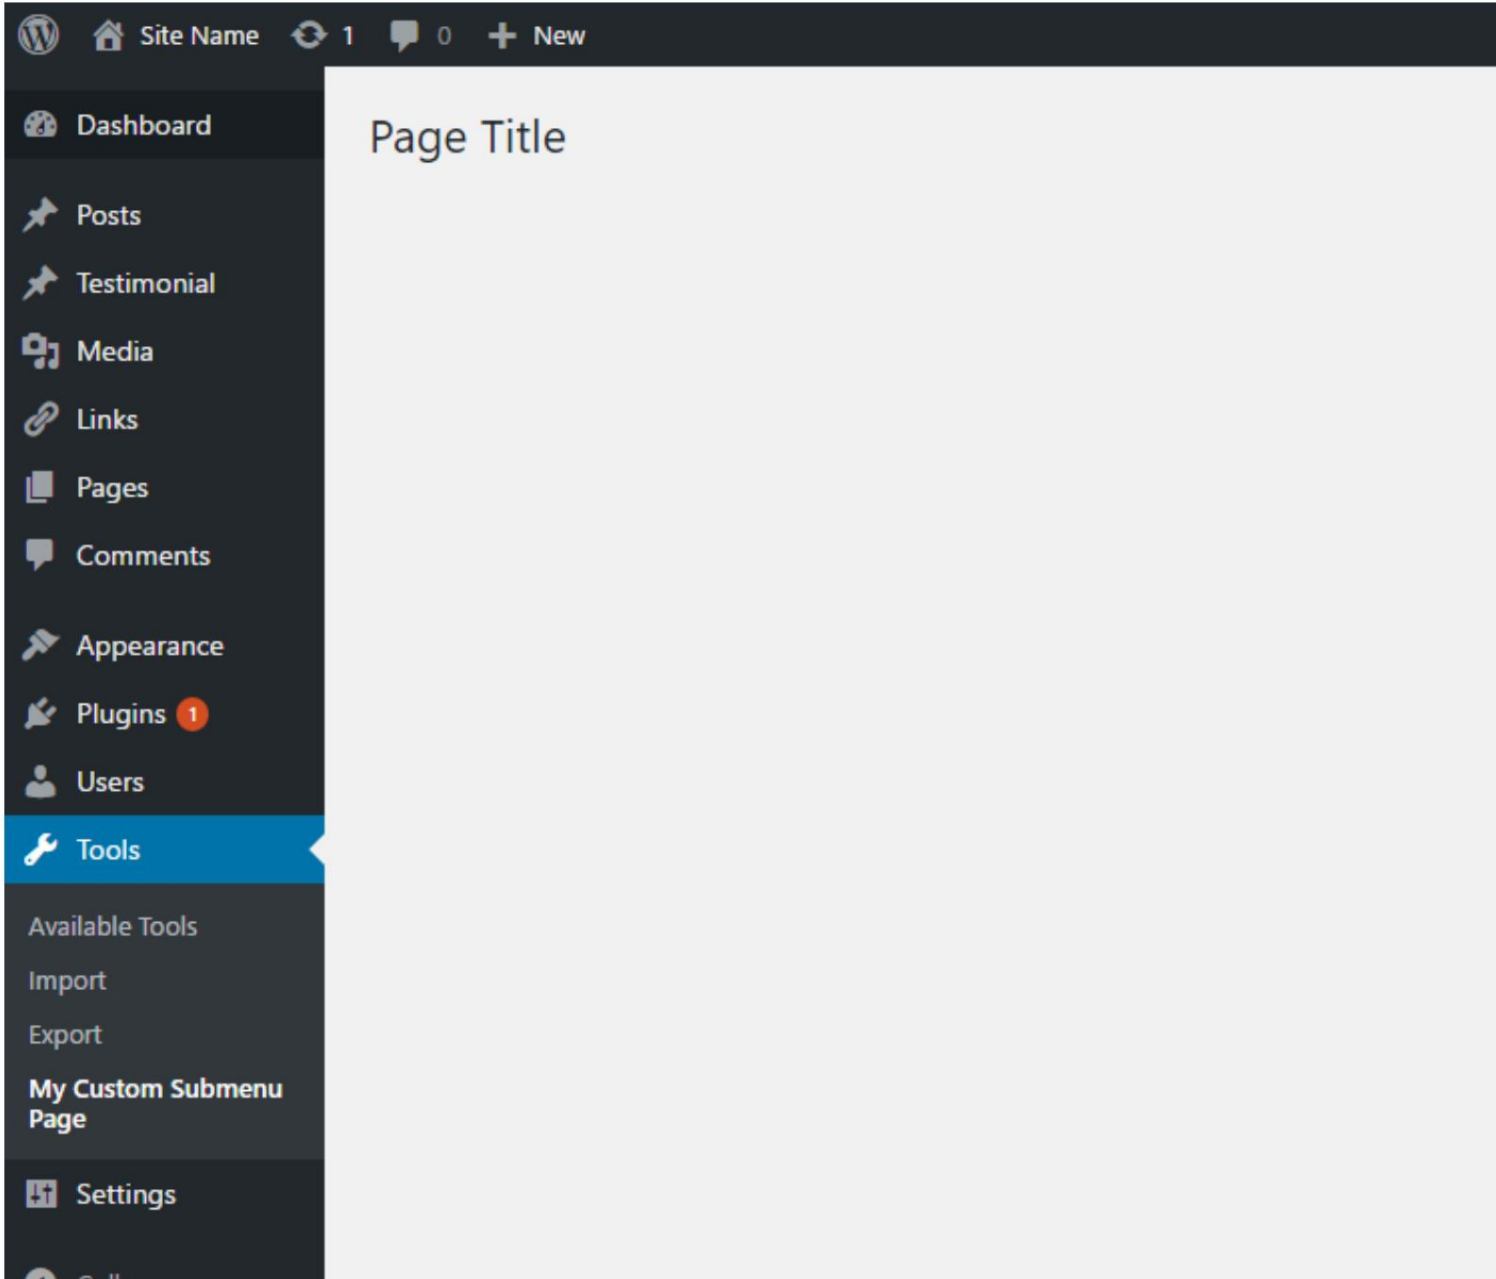 Site Name 1 0 New
Dashboard
Page Title
Posts
Testimonial
Media
Links
Pages
Comments
Appearance
Plugins 1
Users
Tools
Available Tools
Import
Export
My Custom Submenu
Page
Settings